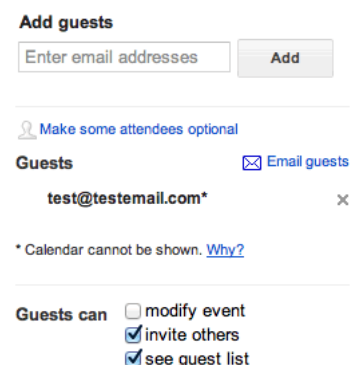 Add guests
Enter email addresses Add
Make some attendees optional
Guests Email guests
test@testemail.com*
* Calendar cannot be shown. Why?
Guests can modify event
invite others
see guest list